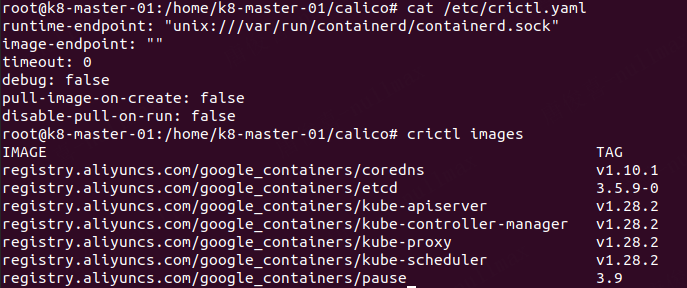 root@k8-master-01:/home/k8-master-01/calico# cat /etc/crictl.yaml
runtime-endpoint: "unix:///var/run/containerd/containerd.sock"
image-endpoint: ""
timeout: 0
debug: false
pull-image-on-create: false
disable-pull-on-run: false
root@k8-master-01:/home/k8-master-01/calico# crictl images
IMAGE TAG
registry.aliyuncs.com/google_containers/coredns v1.10.1
registry.aliyuncs.com/google_containers/etcd 3.5.9-0
registry.aliyuncs.com/google_containers/kube-apiserver v1.28.2
registry.aliyuncs.com/google_containers/kube-controller-manager v1.28.2
registry.aliyuncs.com/google_containers/kube-proxy v1.28.2
registry.aliyuncs.com/google_containers/kube-scheduler v1.28.2
registry.aliyuncs.com/google_containers/pause 3.9